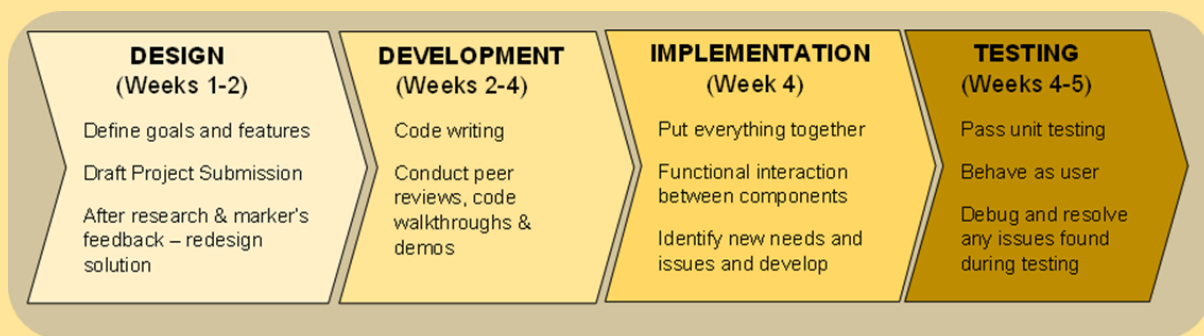 DESIGN
(Weeks 1-2)
Define goals and features
Draft Project Submission
After research & marker's
feedback – redesign
solution
DEVELOPMENT
(Weeks 2-4)
Code writing
Conduct peer
reviews, code
walkthroughs &
demos
IMPLEMENTATION
(Week 4)
Put everything together
Functional interaction
between components
Identify new needs and
issues and develop
TESTING
(Weeks 4-5)
Pass unit testing
Behave as user
Debug and resolve
any issues found
during testing